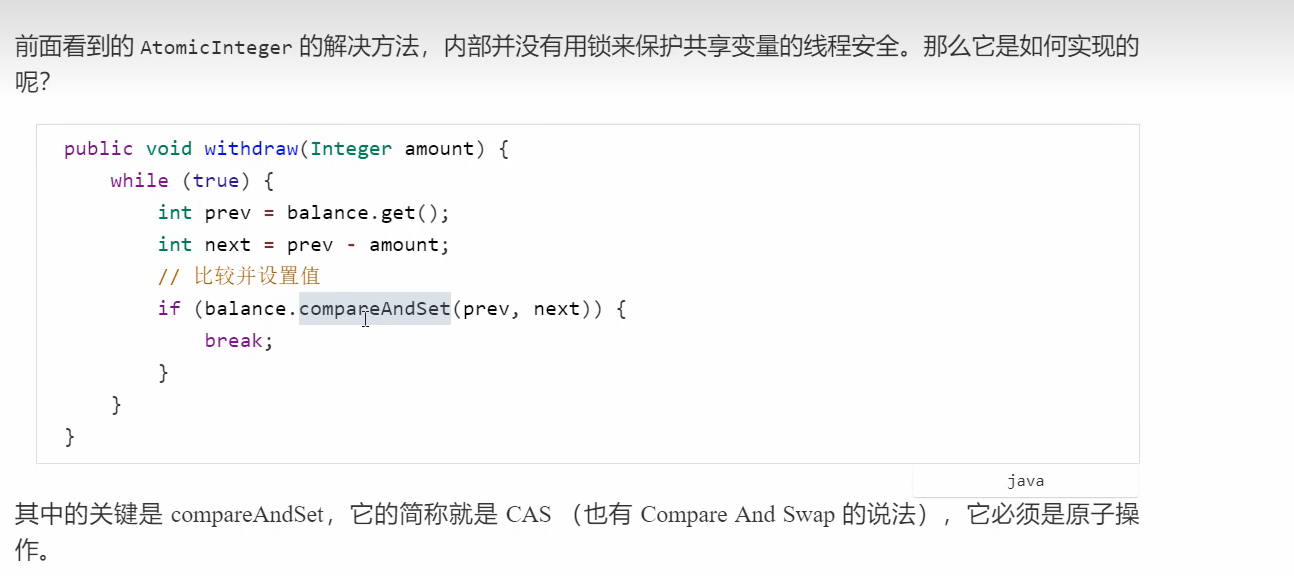 前面看到的 AtomicInteger 的解决方法，内部并没有用锁来保护共享变量的线程安全。那么它是如何实现的
呢？
public void withdraw(Integer amount) {
    while (true) {
        int prev = balance.get();
        int next = prev - amount;
        // 比较并设置值
        if (balance.compareAndSet(prev, next)) {
            break;
        }
    }
}
java
其中的关键是 compareAndSet，它的简称就是 CAS （也有 Compare And Swap 的说法），它必须是原子操
作。